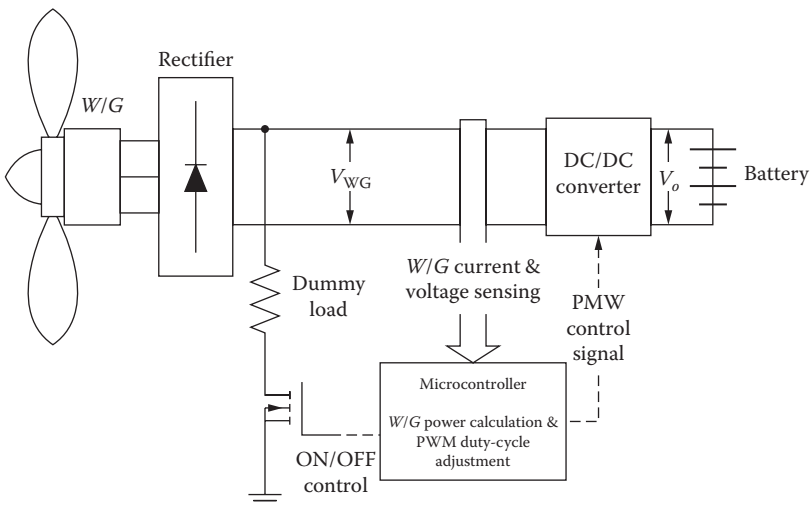 Rectifier
W/G
V_WG
DC/DC
converter
V_o
Battery
W/G current &
voltage sensing
Dummy
load
PMW
control
signal
Microcontroller
W/G power calculation &
PWM duty-cycle
adjustment
ON/OFF
control